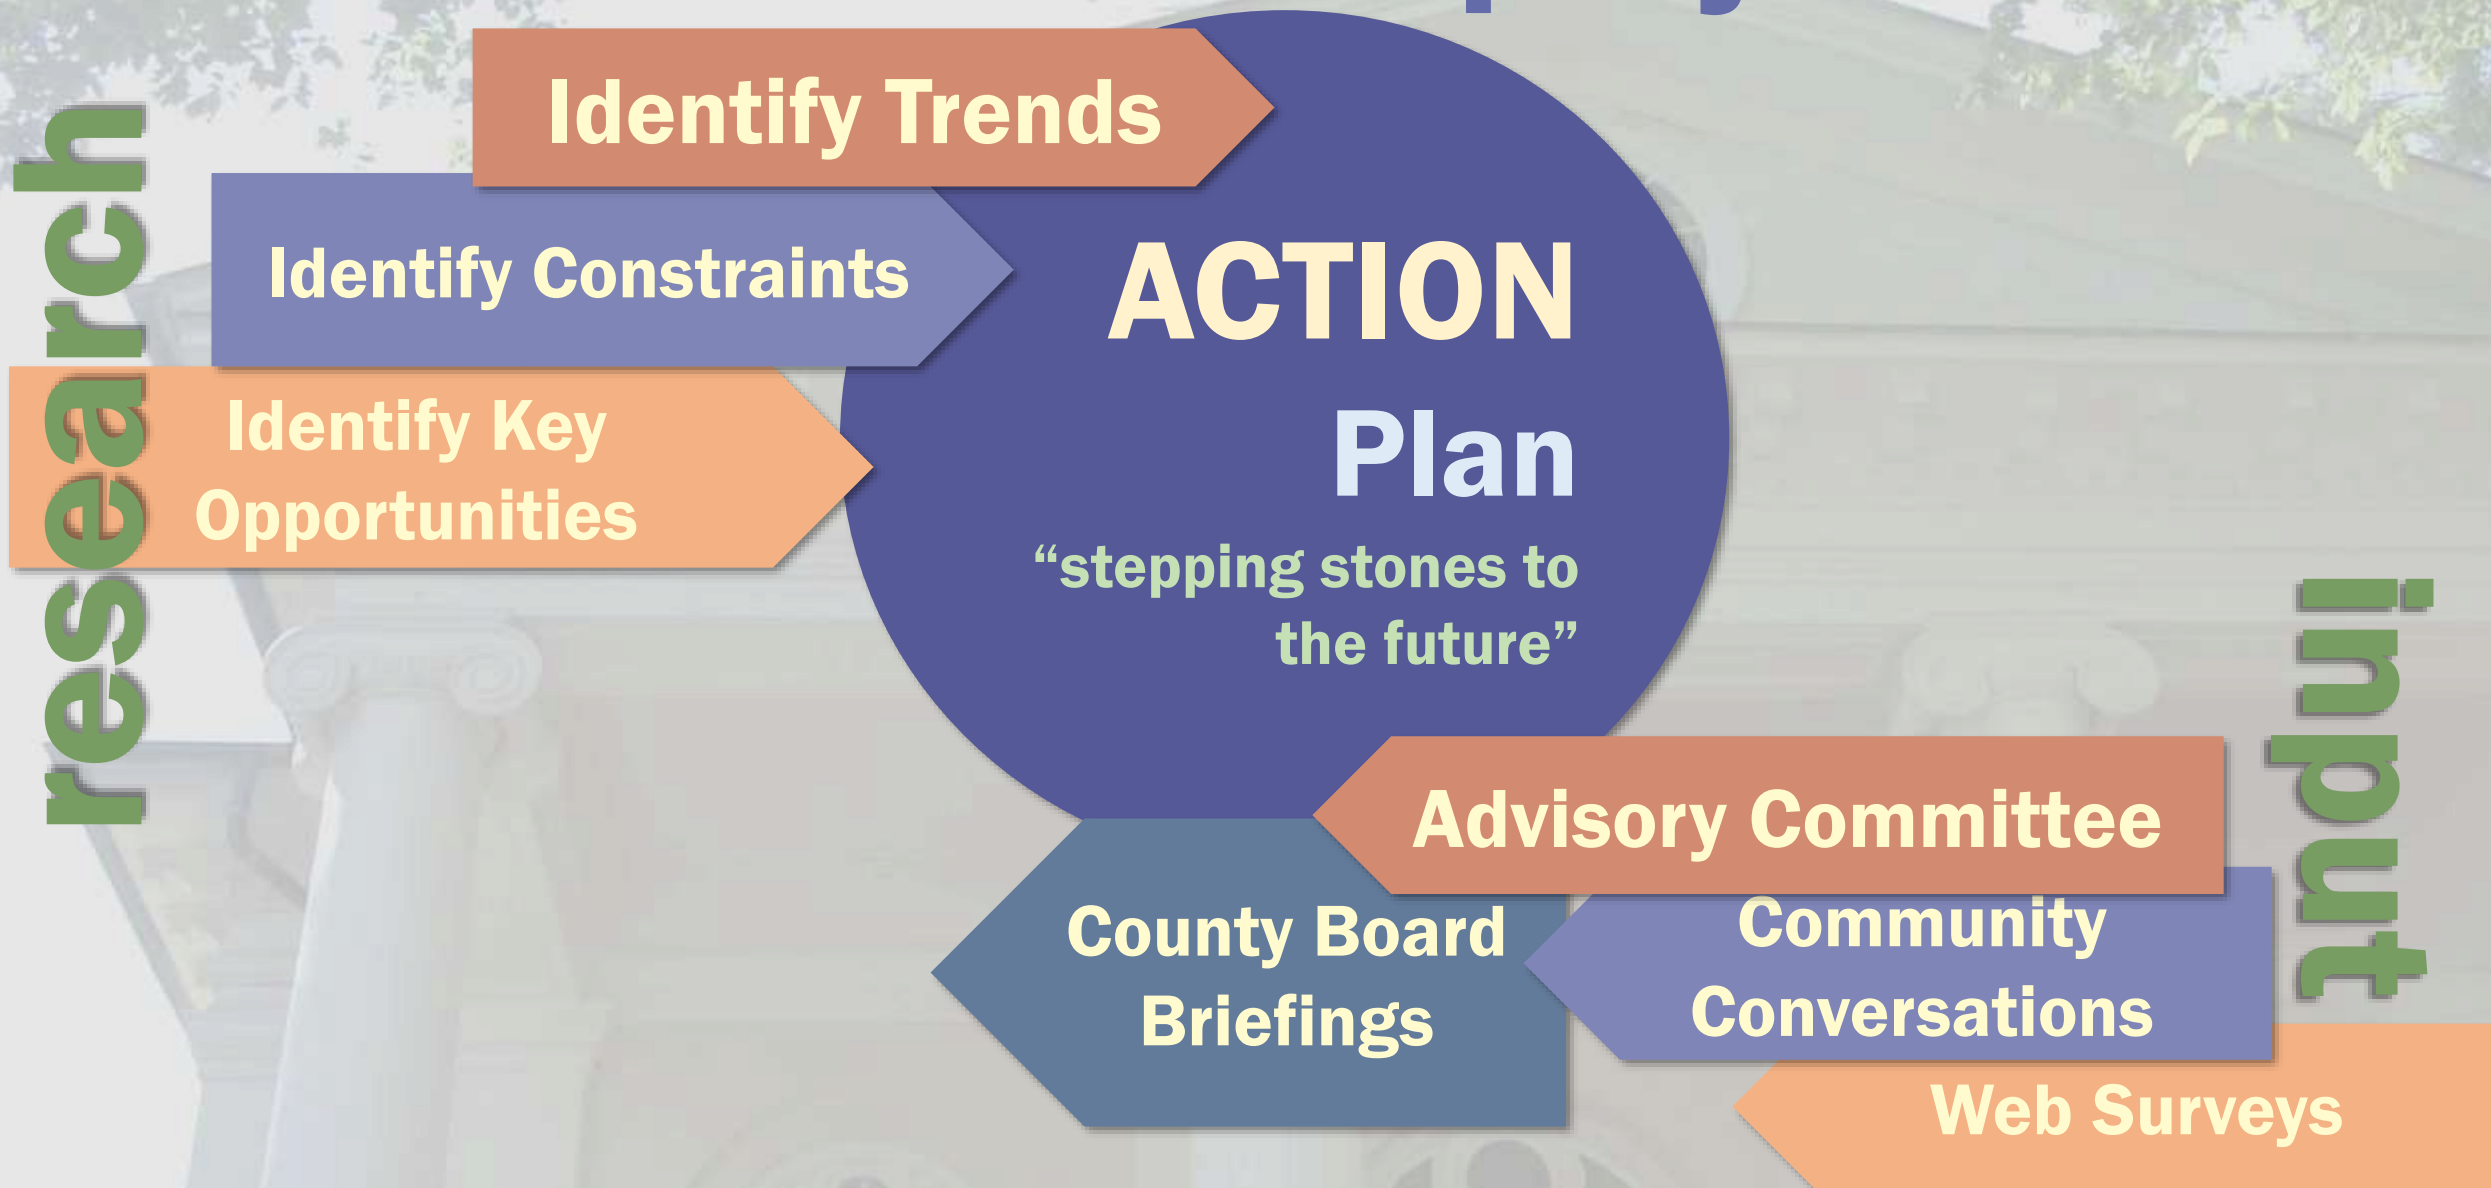 Identify Trends
Identify Constraints
Identify Key
Opportunities
research
ACTION
Plan
“stepping stones to
the future”
input
Advisory Committee
County Board
Briefings
Community
Conversations
Web Surveys